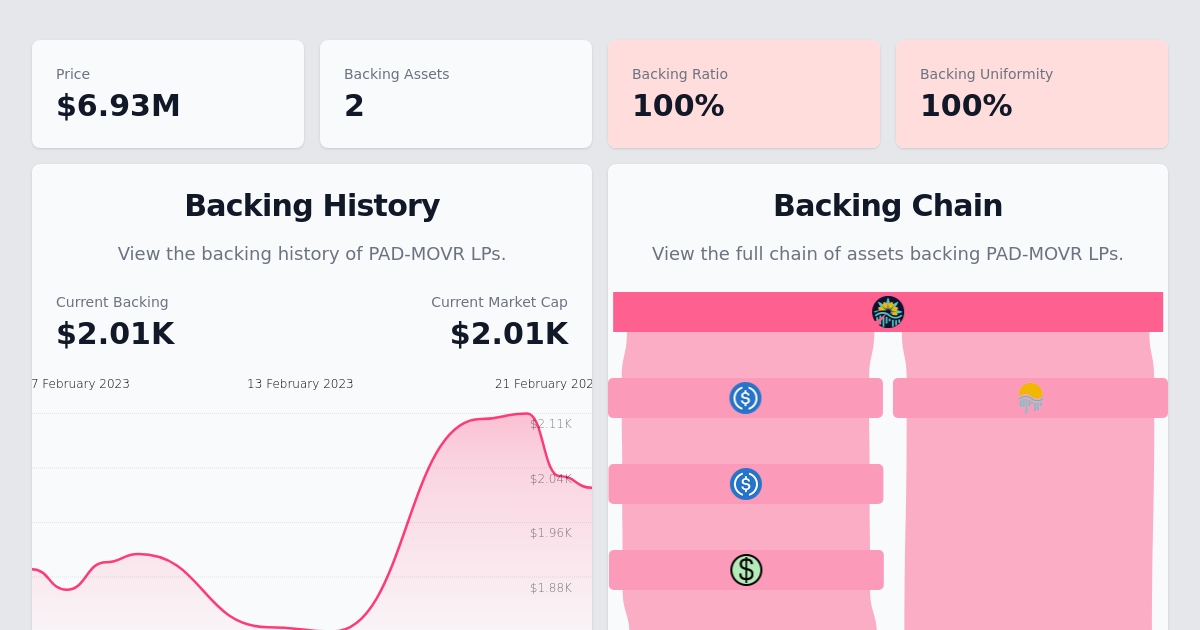 Price
$6.93M
Backing Assets
2
Backing Ratio
100%
Backing Uniformity
100%
Backing History
View the backing history of PAD-MOVR LPs.
Current Backing
$2.01K
Current Market Cap
$2.01K
7 February 2023
13 February 2023
21 February 202
$2.11K
$2.04K
$1.96K
$1.88K
Backing Chain
View the full chain of assets backing PAD-MOVR LPs.
$
$
$